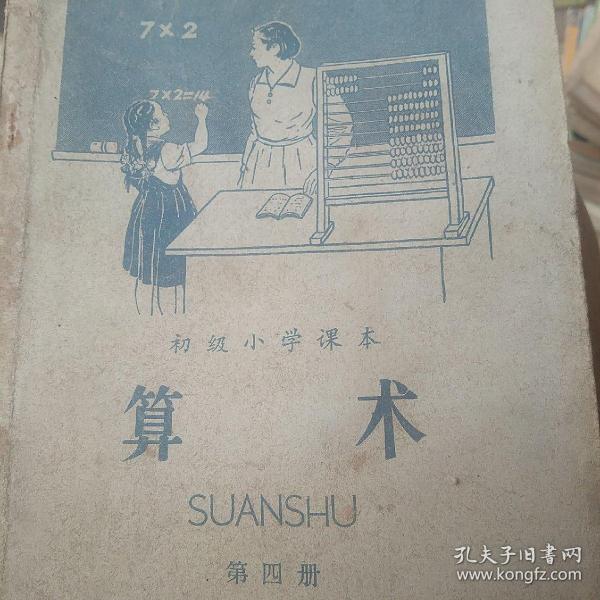 7×2
7×2=14
初级小学课本
算术
SUANSHU
第四册
孔夫子旧书网
www.kongfz.com